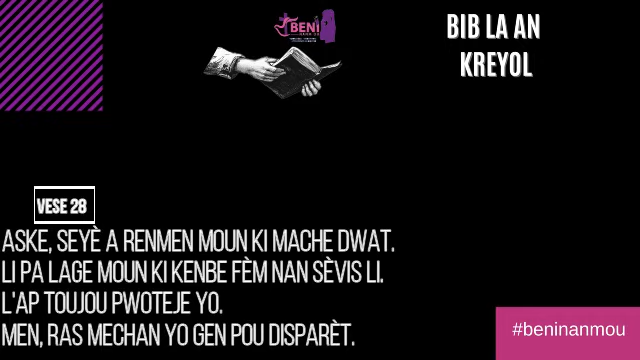 BENI
BIB LA AN
KREYOL
VESE 28
ASKE, SEYÈ A RENMEN MOUN KI MACHE DWAT.
LI PA LAGE MOUN KI KENBE FÈM NAN SÈVIS LI.
L'AP TOUJOU PWOTEJE YO.
MEN, RAS MECHAN YO GEN POU DISPARÈT.
#beninanmou